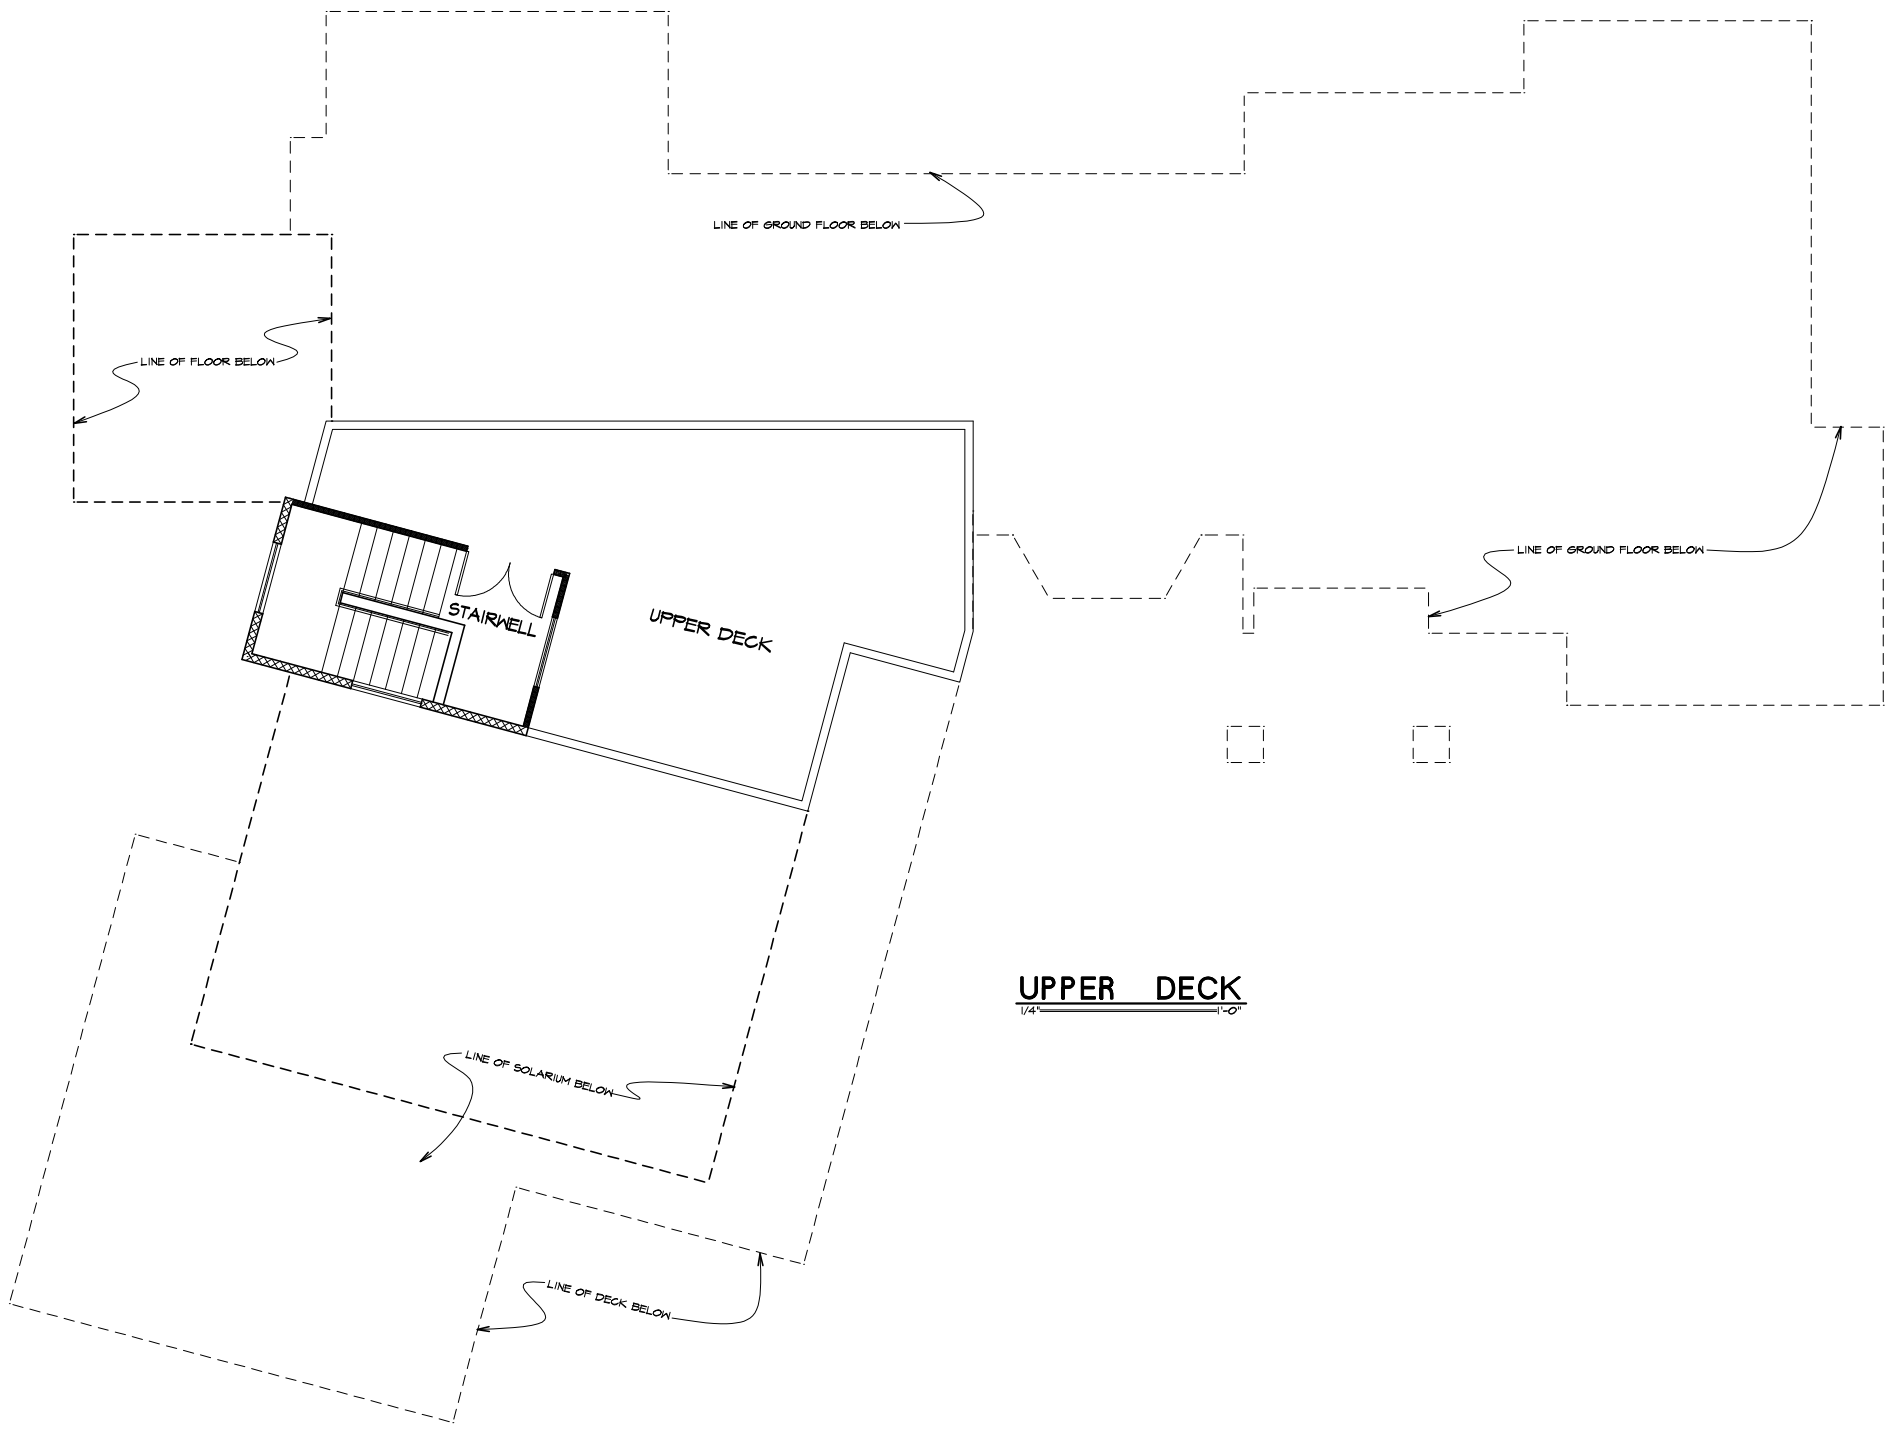 LINE OF GROUND FLOOR BELOW
LINE OF FLOOR BELOW
LINE OF GROUND FLOOR BELOW
STAIRWELL
UPPER DECK
UPPER DECK
1/4" 1'-0"
LINE OF SOLARIUM BELOW
LINE OF DECK BELOW